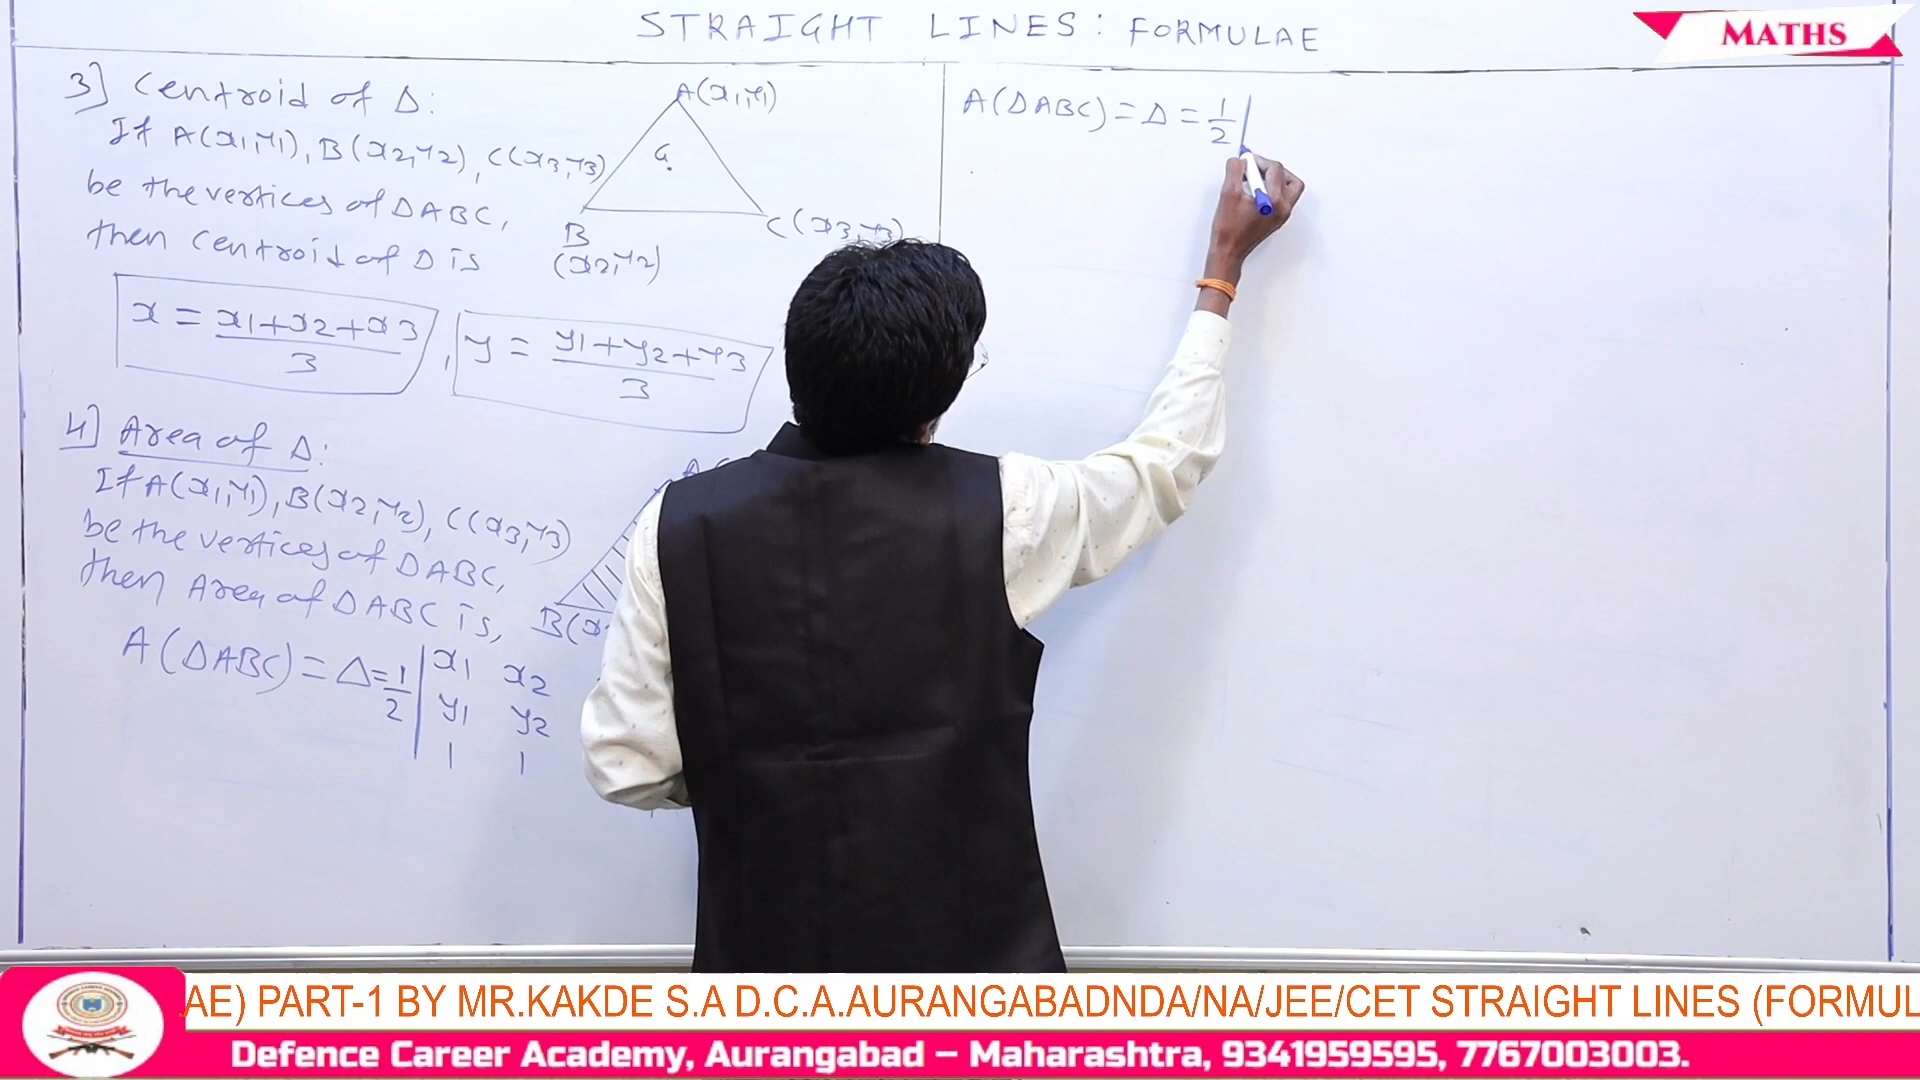 STRAIGHT LINES: FORMULAE
MATHS
3] Centroid of Δ:
If A(x1,y1), B(x2,y2), C(x3,y3)
be the vertices of ΔABC,
then centroid of Δ is
A(x1,y1)
G
B
(x2,y2)
C(x3,y3)
x = x1+x2+x3/3, y = y1+y2+y3/3
4] Area of Δ:
If A(x1,y1), B(x2,y2), C(x3,y3)
be the vertices of ΔABC,
then Area of ΔABC is,
B(x
A(ΔABC) = Δ = 1/2 | x1 x2
y1 y2
1 1
A(ΔABC) = Δ = 1/2 |
AE) PART-1 BY MR.KAKDE S.A D.C.A.AURANGABADNDA/NA/JEE/CET STRAIGHT LINES (FORMUL
Defence Career Academy, Aurangabad – Maharashtra, 9341959595, 7767003003.